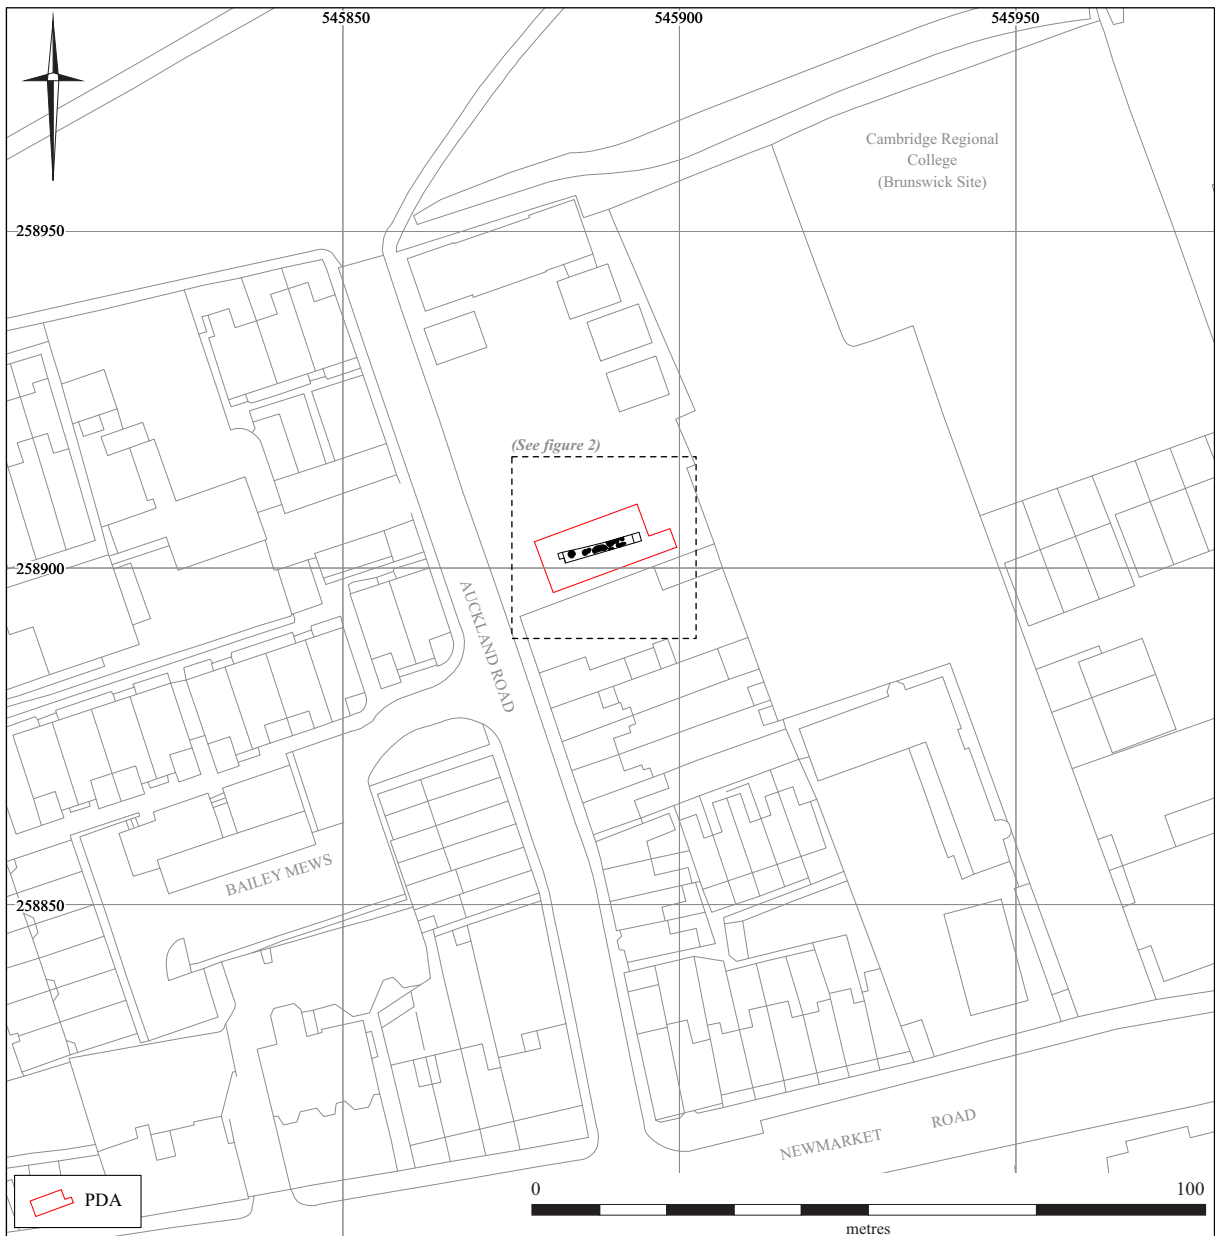 545850
545900
545950
Cambridge Regional
College
(Brunswick Site)
258950
(See figure 2)
258900
AUCKLAND ROAD
BAILEY MEWS
258850
NEWMARKET ROAD
PDA
0
100
metres